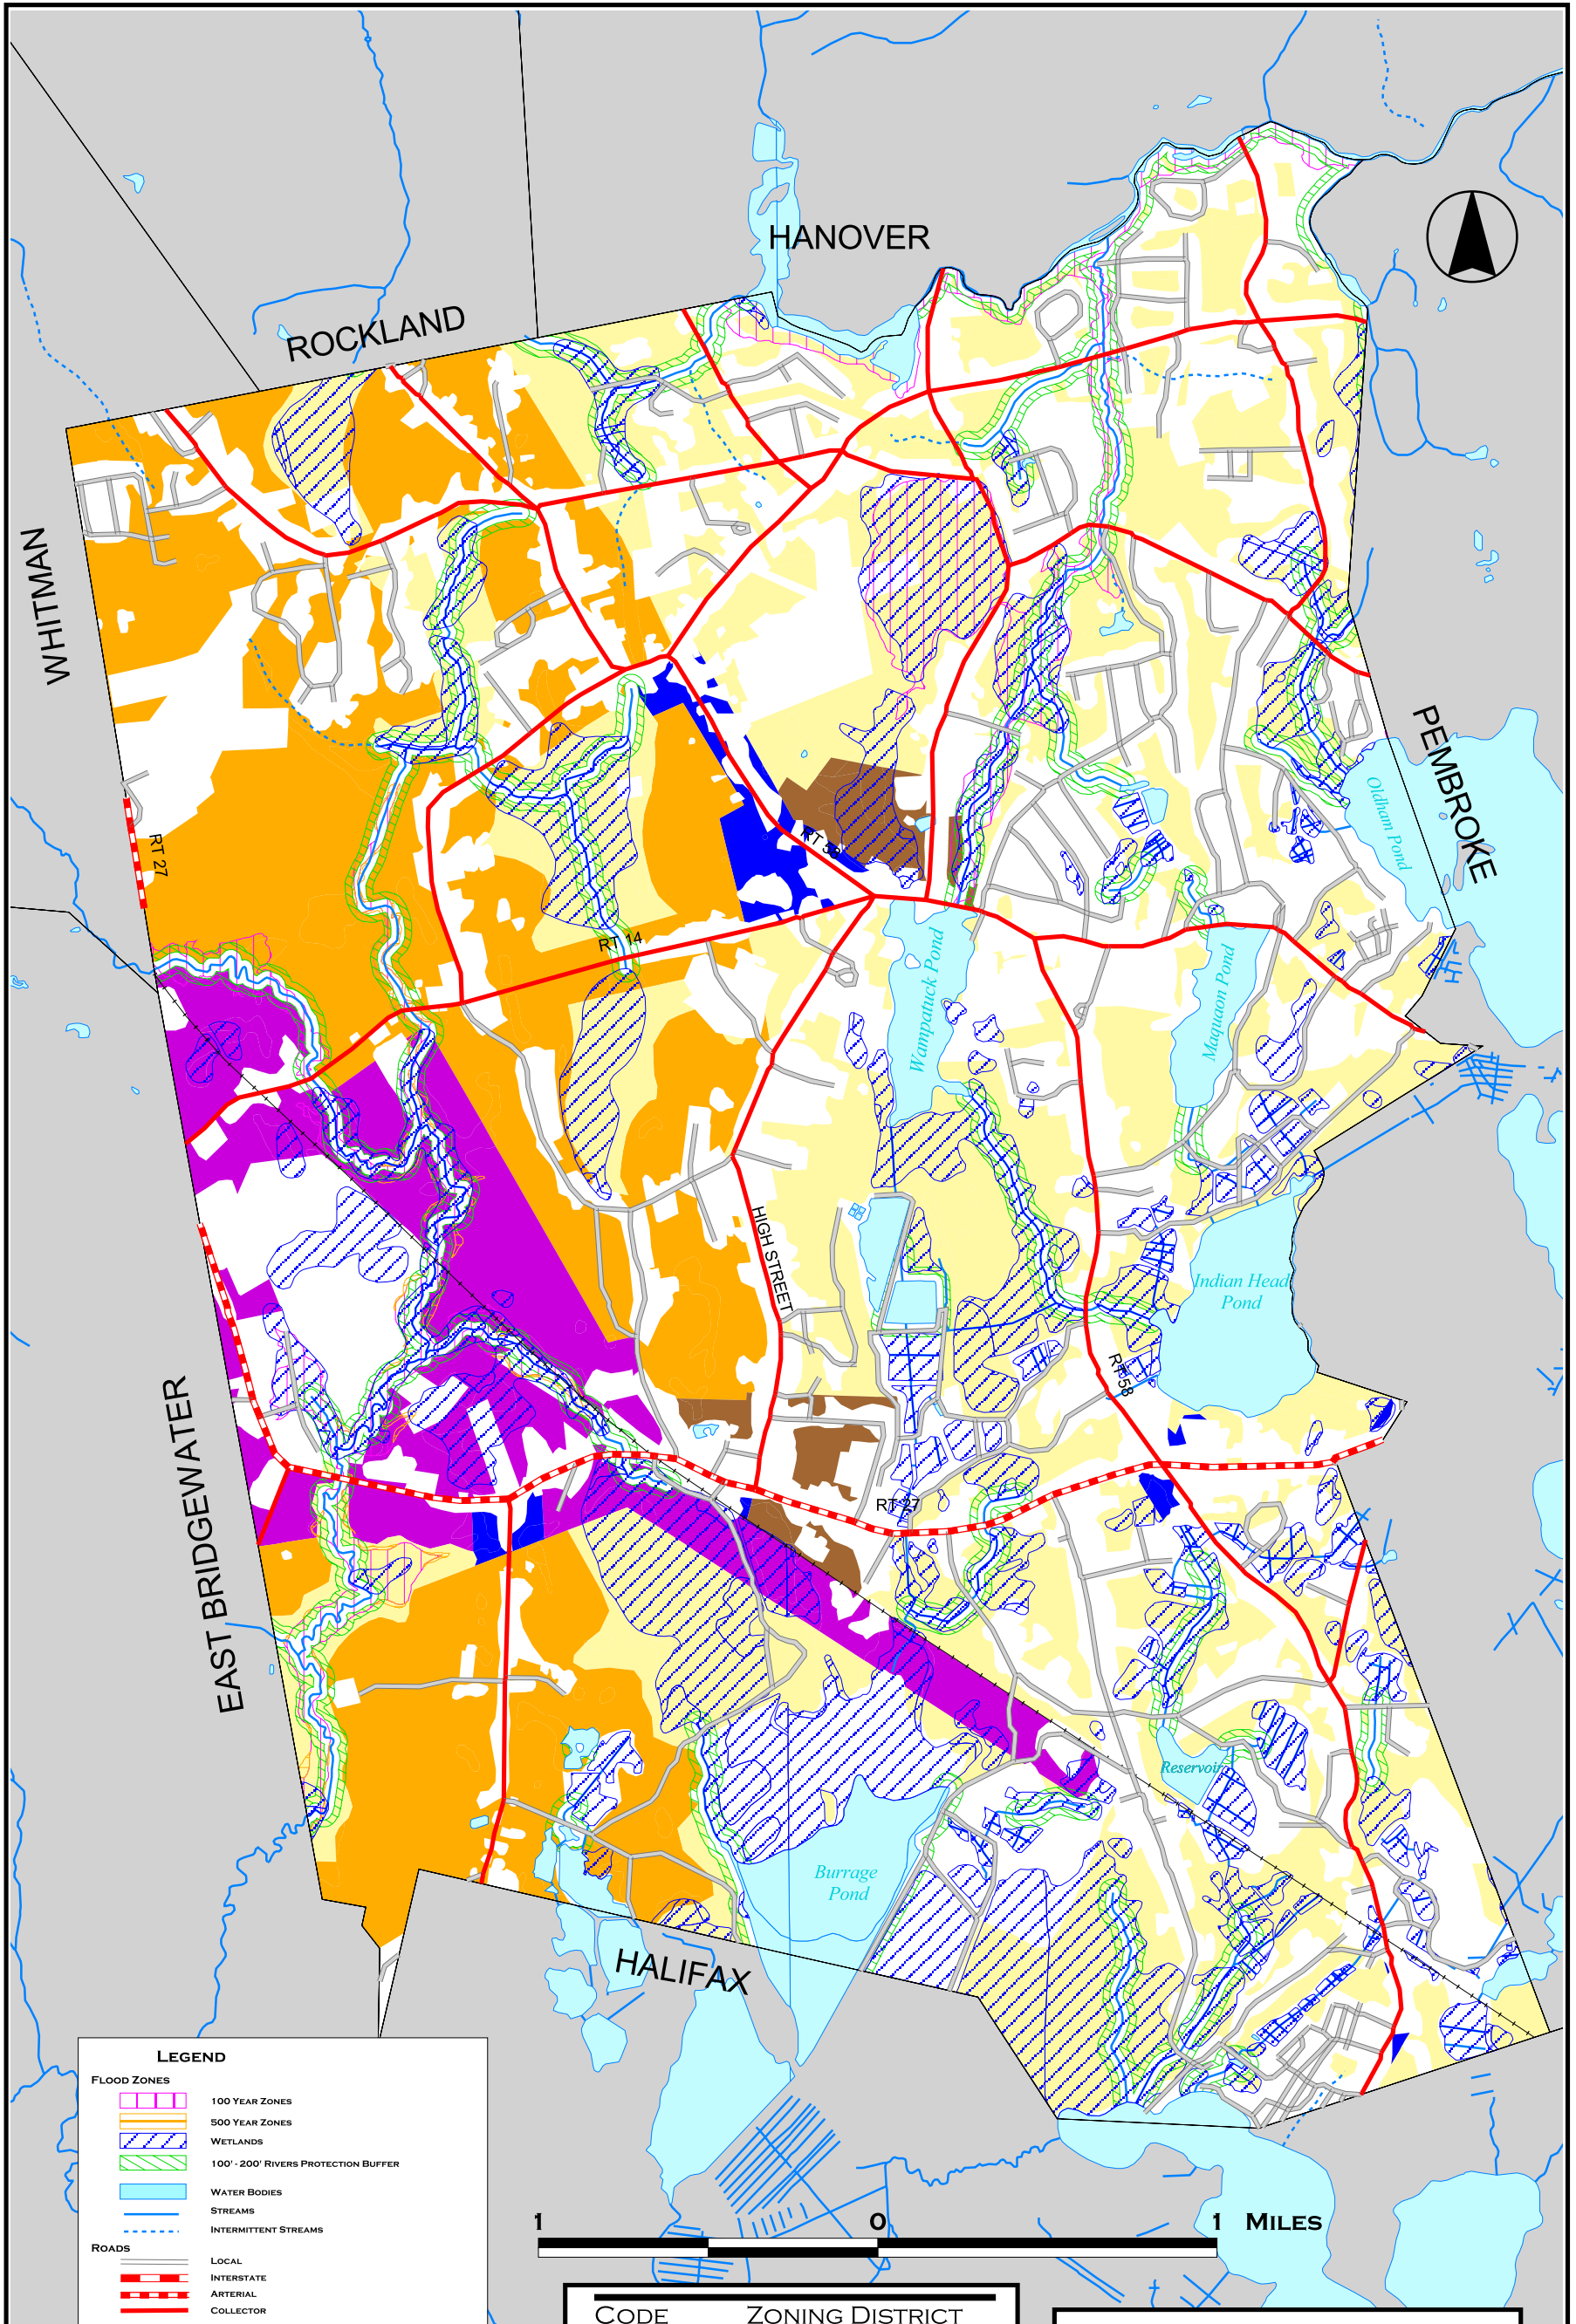 HANOVER
ROCKLAND
WHITMAN
RT 27
PEMBROKE
Oldham Pond
RT 58
RT 14
Wampatuck Pond
Maquaon Pond
HIGH STREET
Indian Head
Pond
RT 58
EAST BRIDGEWATER
RT 27
Reservoir
Burrage
Pond
HALIFAX
LEGEND
FLOOD ZONES
100 YEAR ZONES
500 YEAR ZONES
WETLANDS
100' - 200' RIVERS PROTECTION BUFFER
WATER BODIES
STREAMS
INTERMITTENT STREAMS
ROADS
LOCAL
INTERSTATE
ARTERIAL
COLLECTOR
1 0 1 MILES
CODE ZONING DISTRICT